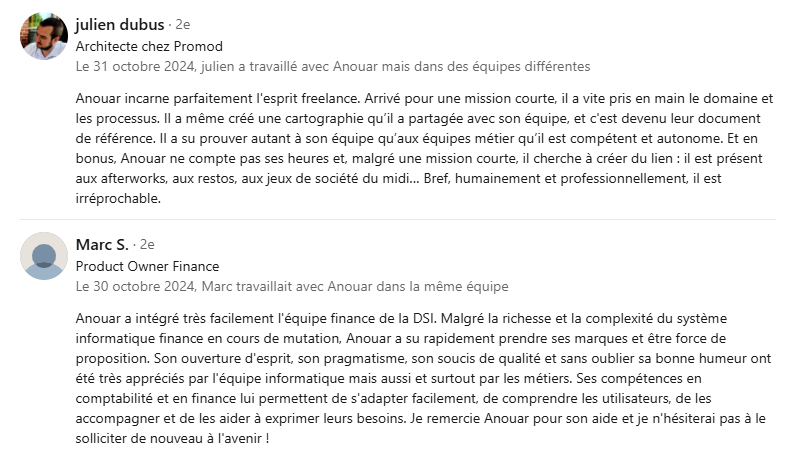 julien dubus · 2e
Architecte chez Promod
Le 31 octobre 2024, julien a travaillé avec Anouar mais dans des équipes différentes
Anouar incarne parfaitement l'esprit freelance. Arrivé pour une mission courte, il a vite pris en main le domaine et
les processus. Il a même créé une cartographie qu'il a partagée avec son équipe, et c'est devenu leur document
de référence. Il a su prouver autant à son équipe qu'aux équipes métier qu'il est compétent et autonome. Et en
bonus, Anouar ne compte pas ses heures et, malgré une mission courte, il cherche à créer du lien : il est présent
aux afterworks, aux restos, aux jeux de société du midi... Bref, humainement et professionnellement, il est
irréprochable.
Marc S. · 2e
Product Owner Finance
Le 30 octobre 2024, Marc travaillait avec Anouar dans la même équipe
Anouar a intégré très facilement l'équipe finance de la DSI. Malgré la richesse et la complexité du système
informatique finance en cours de mutation, Anouar a su rapidement prendre ses marques et être force de
proposition. Son ouverture d'esprit, son pragmatisme, son soucis de qualité et sans oublier sa bonne humeur ont
été très appréciés par l'équipe informatique mais aussi et surtout par les métiers. Ses compétences en
comptabilité et en finance lui permettent de s'adapter facilement, de comprendre les utilisateurs, de les
accompagner et de les aider à exprimer leurs besoins. Je remercie Anouar pour son aide et je n'hésiterai pas à le
solliciter de nouveau à l'avenir !